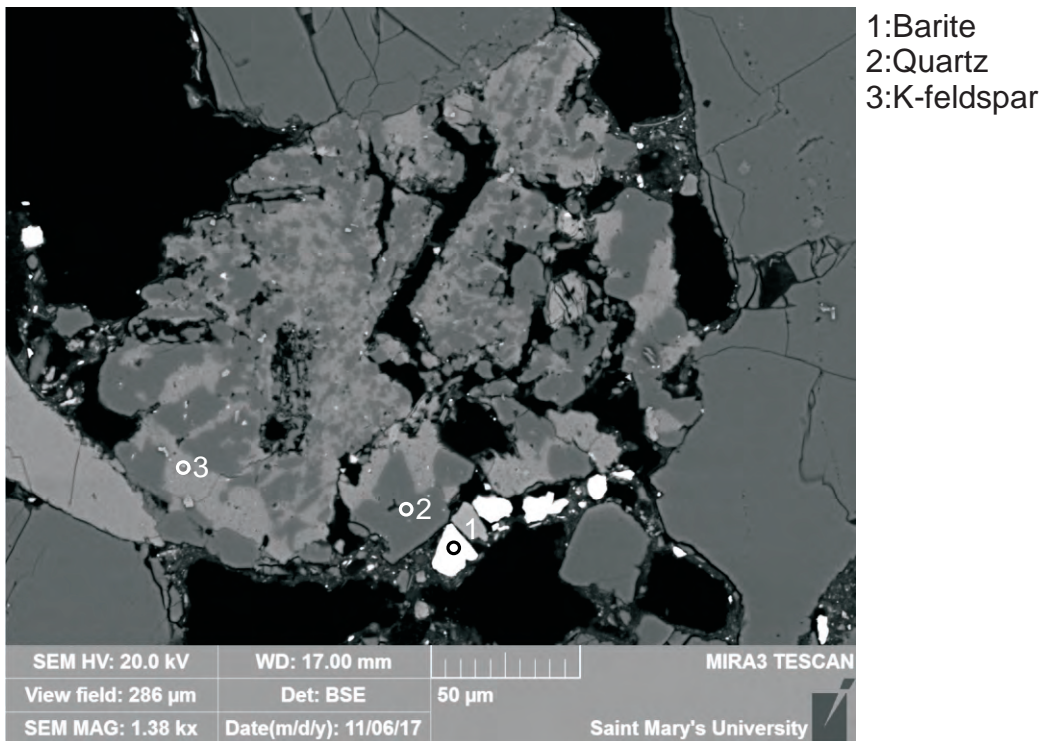 1:Barite
2:Quartz
3:K-feldspar
3
2
1
SEM HV: 20.0 kV
WD: 17.00 mm
MIRA3 TESCAN
View field: 286 µm
Det: BSE
50 µm
SEM MAG: 1.38 kx
Date(m/d/y): 11/06/17
Saint Mary's University